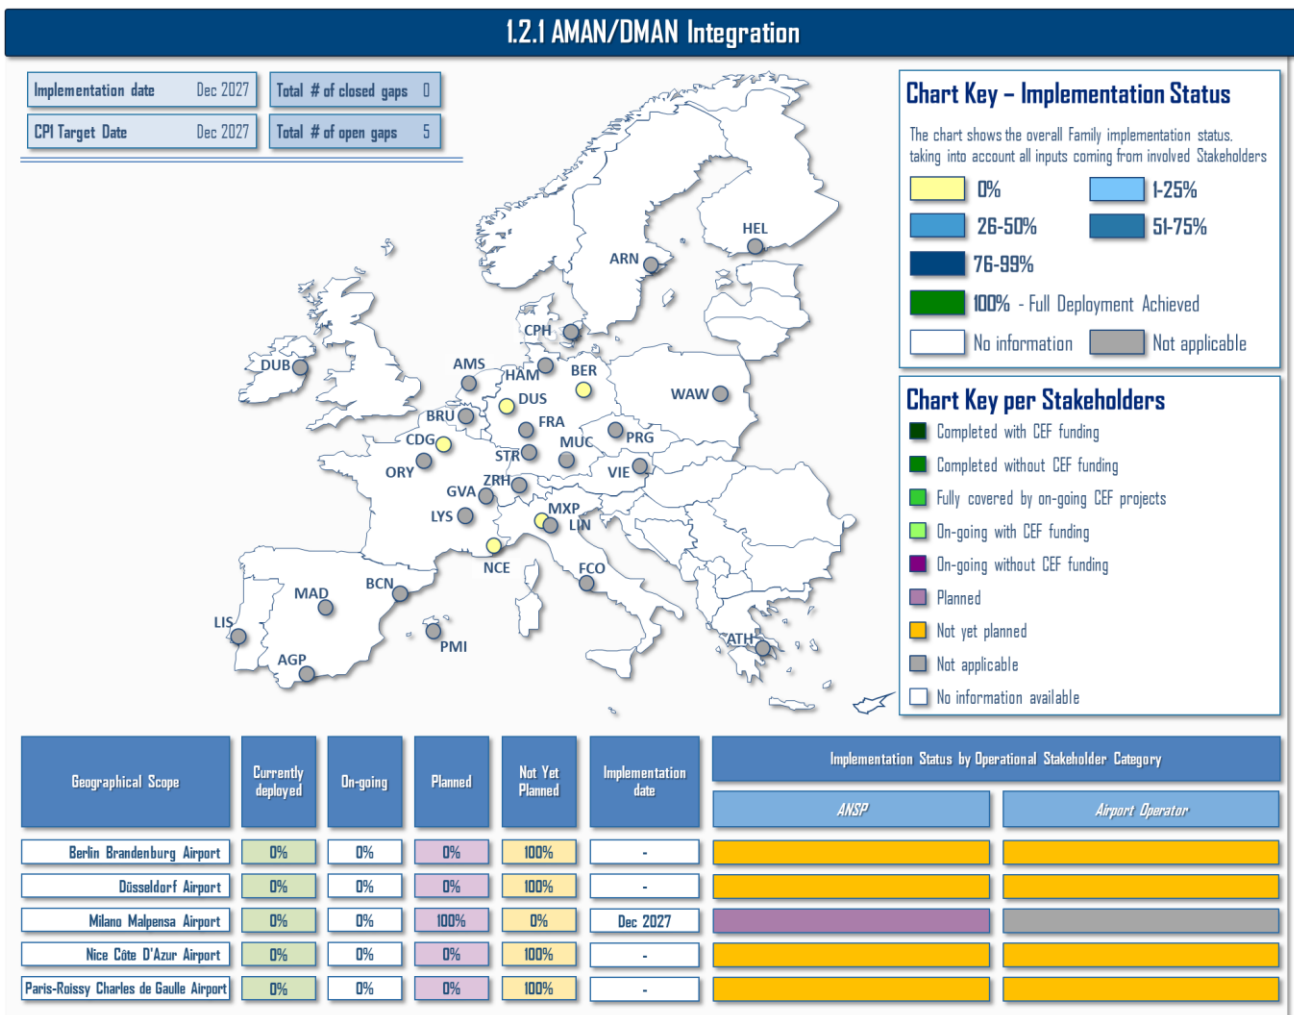 1.2.1 AMAN/DMAN Integration
Implementation date Dec 2027
Total # of closed gaps 0
CP1 Target Date Dec 2027
Total # of open gaps 5
Chart Key – Implementation Status
The chart shows the overall Family implementation status,
taking into account all inputs coming from involved Stakeholders
0% 1-25%
26-50% 51-75%
76-99%
100% - Full Deployment Achieved
No information Not applicable
Chart Key per Stakeholders
Completed with CEF funding
Completed without CEF funding
Fully covered by on-going CEF projects
On-going with CEF funding
On-going without CEF funding
Planned
Not yet planned
Not applicable
No information available
HEL
ARN
CPH
DUB
AMS
HAM
BER
WAW
DUS
BRU
FRA
CDG
PRG
MUC
STR
ORY
VIE
ZRH
GVA
MXP
LYS
LIN
NCE
FCO
BCN
MAD
LIS
PMI
ATH
AGP
Geographical Scope
Currently
deployed
On-going
Planned
Not Yet
Planned
Implementation
date
Implementation Status by Operational Stakeholder Category
ANSP
Airport Operator
Berlin Brandenburg Airport 0% 0% 0% 100% -
Düsseldorf Airport 0% 0% 0% 100% -
Milano Malpensa Airport 0% 0% 100% 0% Dec 2027
Nice Côte D'Azur Airport 0% 0% 0% 100% -
Paris-Roissy Charles de Gaulle Airport 0% 0% 0% 100% -